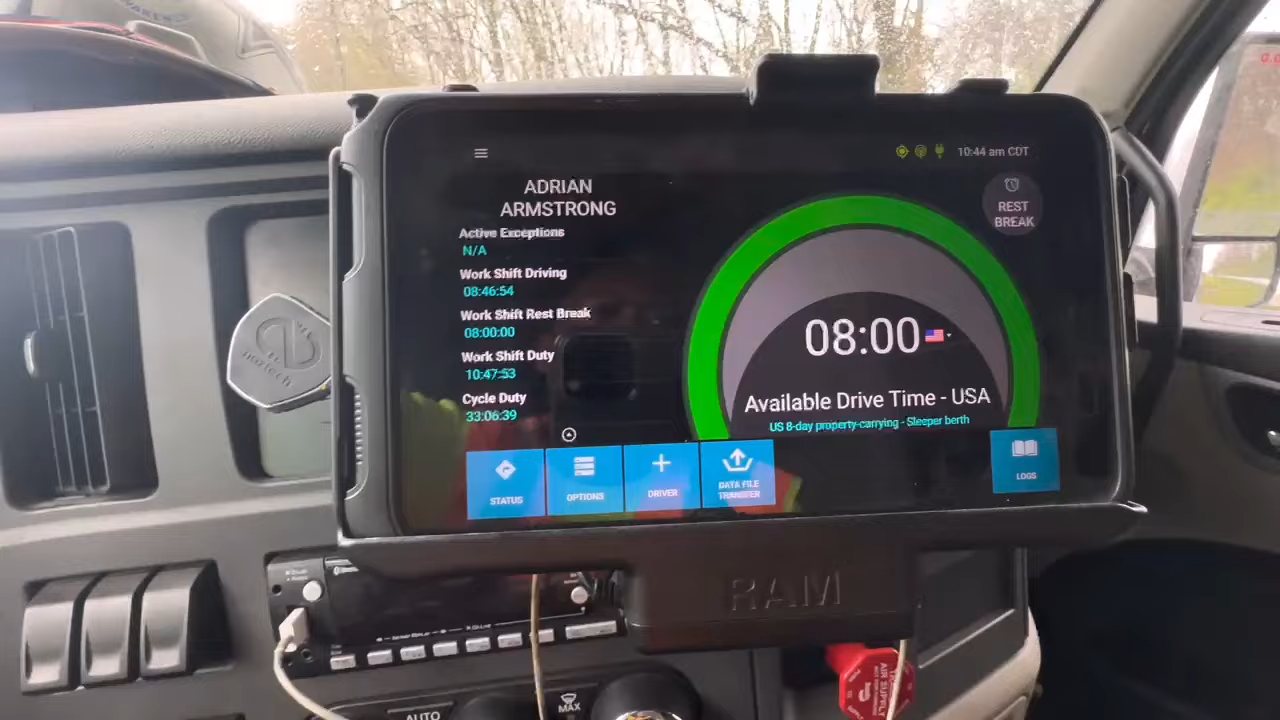 10:44 am CDT
ADRIAN
ARMSTRONG
Active Exceptions
N/A
Work Shift Driving
08:46:54
Work Shift Rest Break
08:00:00
Work Shift Duty
10:47:53
Cycle Duty
33:06:39
REST
BREAK
08:00
Available Drive Time - USA
US 8-day property-carrying - Sleeper berth
STATUS
OPTIONS
DRIVER
DATA FILE
TRANSFER
LOGS
nortech
RAM
AUTO
MAX
AIR SUPPLY